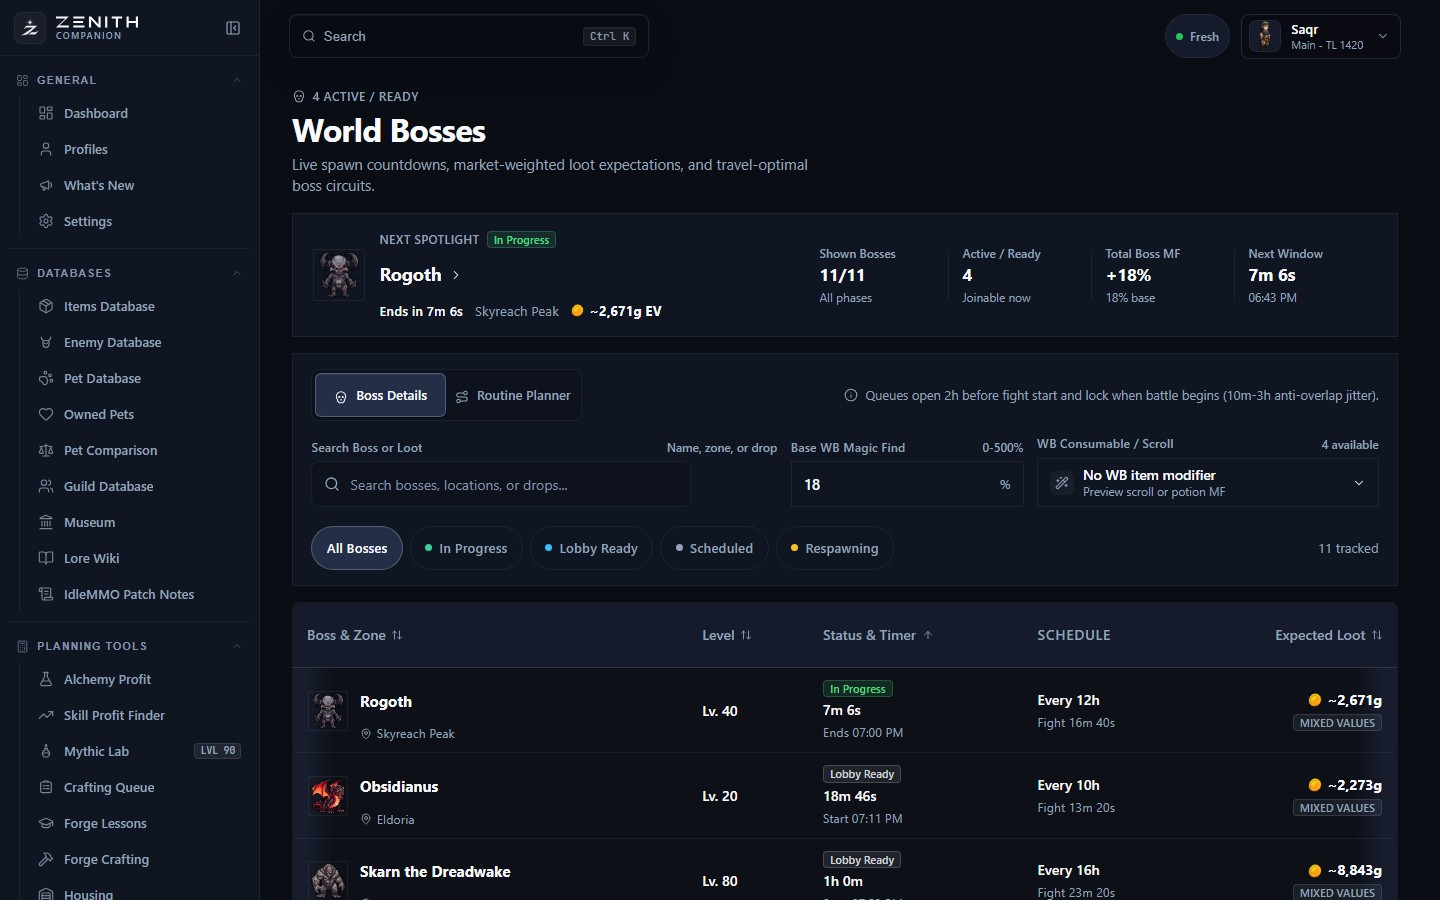 ZENITH
COMPANION
Search
Ctrl K
Fresh
Saqr
Main - TL 1420
GENERAL
Dashboard
Profiles
What's New
Settings
DATABASES
Items Database
Enemy Database
Pet Database
Owned Pets
Pet Comparison
Guild Database
Museum
Lore Wiki
IdleMMO Patch Notes
PLANNING TOOLS
Alchemy Profit
Skill Profit Finder
Mythic Lab
LVL 90
Crafting Queue
Forge Lessons
Forge Crafting
Housing
4 ACTIVE / READY
World Bosses
Live spawn countdowns, market-weighted loot expectations, and travel-optimal
boss circuits.
NEXT SPOTLIGHT In Progress
Rogoth
Ends in 7m 6s Skyreach Peak ~2,671g EV
Shown Bosses
11/11
All phases
Active / Ready
4
Joinable now
Total Boss MF
+18%
18% base
Next Window
7m 6s
06:43 PM
Boss Details
Routine Planner
Queues open 2h before fight start and lock when battle begins (10m-3h anti-overlap jitter).
Search Boss or Loot
Name, zone, or drop
Search bosses, locations, or drops...
Base WB Magic Find
0-500%
18
%
WB Consumable / Scroll
4 available
No WB item modifier
Preview scroll or potion MF
All Bosses
In Progress
Lobby Ready
Scheduled
Respawning
11 tracked
Boss & Zone
Level
Status & Timer
SCHEDULE
Expected Loot
Rogoth
Skyreach Peak
Lv. 40
In Progress
7m 6s
Ends 07:00 PM
Every 12h
Fight 16m 40s
~2,671g
MIXED VALUES
Obsidianus
Eldoria
Lv. 20
Lobby Ready
18m 46s
Start 07:11 PM
Every 10h
Fight 13m 20s
~2,273g
MIXED VALUES
Skarn the Dreadwake
Lv. 80
Lobby Ready
1h 0m
Every 16h
Fight 23m 20s
~8,843g
MIXED VALUES